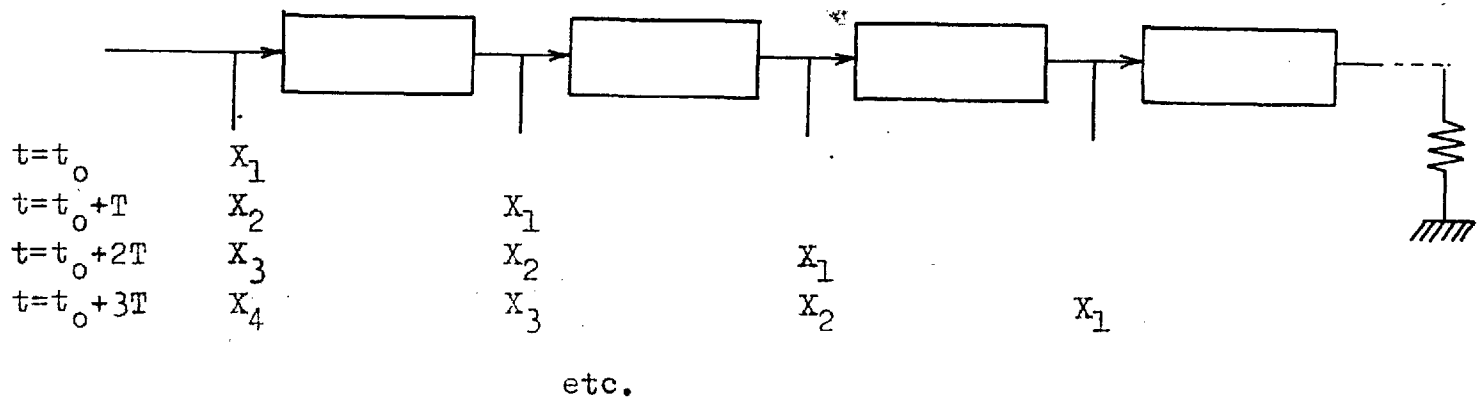 t=t₀ X₁
t=t₀+T X₂ X₁
t=t₀+2T X₃ X₂ X₁
t=t₀+3T X₄ X₃ X₂ X₁
etc.